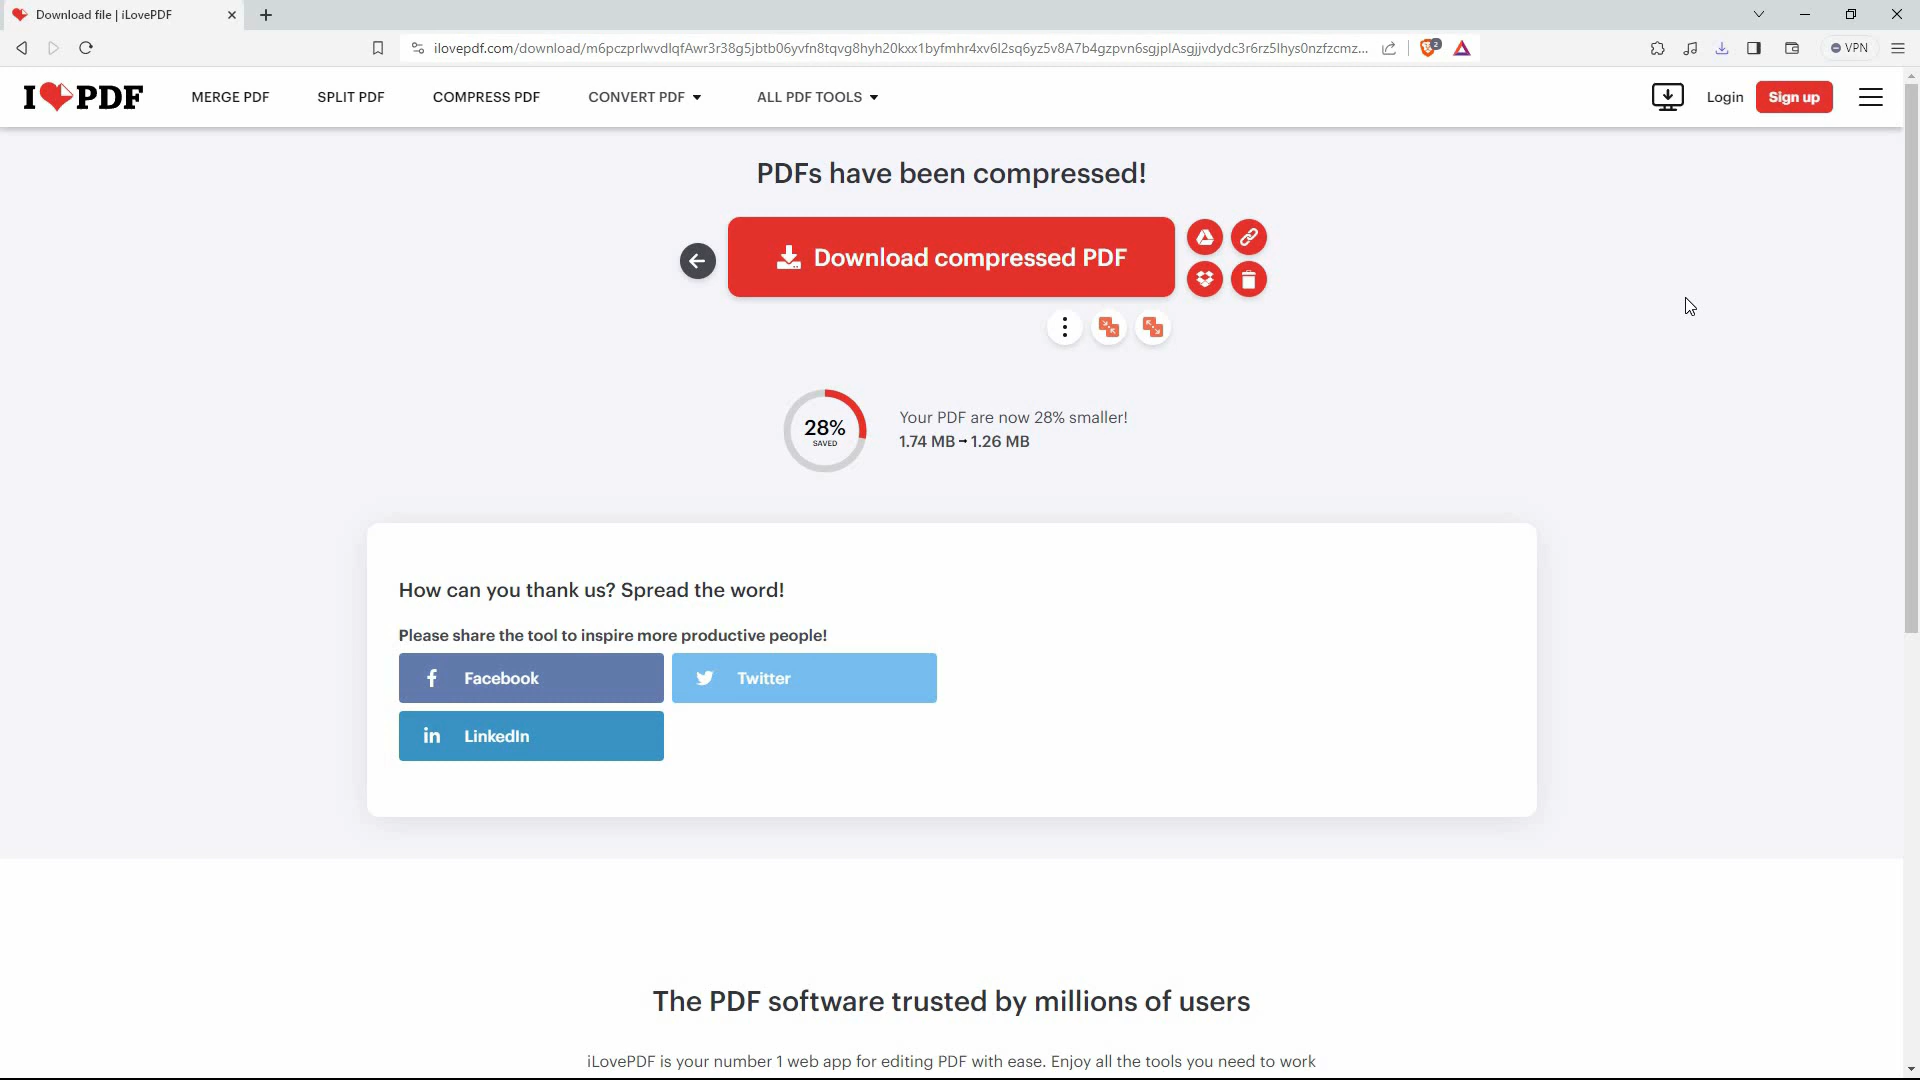 Download file | iLovePDF
ilovepdf.com/download/
2
VPN
I PDF
MERGE PDF
SPLIT PDF
COMPRESS PDF
CONVERT PDF
ALL PDF TOOLS
Login
Sign up
PDFs have been compressed!
Download compressed PDF
28%
SAVED
Your PDF are now 28% smaller!
1.74 MB 1.26 MB
How can you thank us? Spread the word!
Please share the tool to inspire more productive people!
Facebook
Twitter
in LinkedIn
The PDF software trusted by millions of users
iLovePDF is your number 1 web app for editing PDF with ease. Enjoy all the tools you need to work